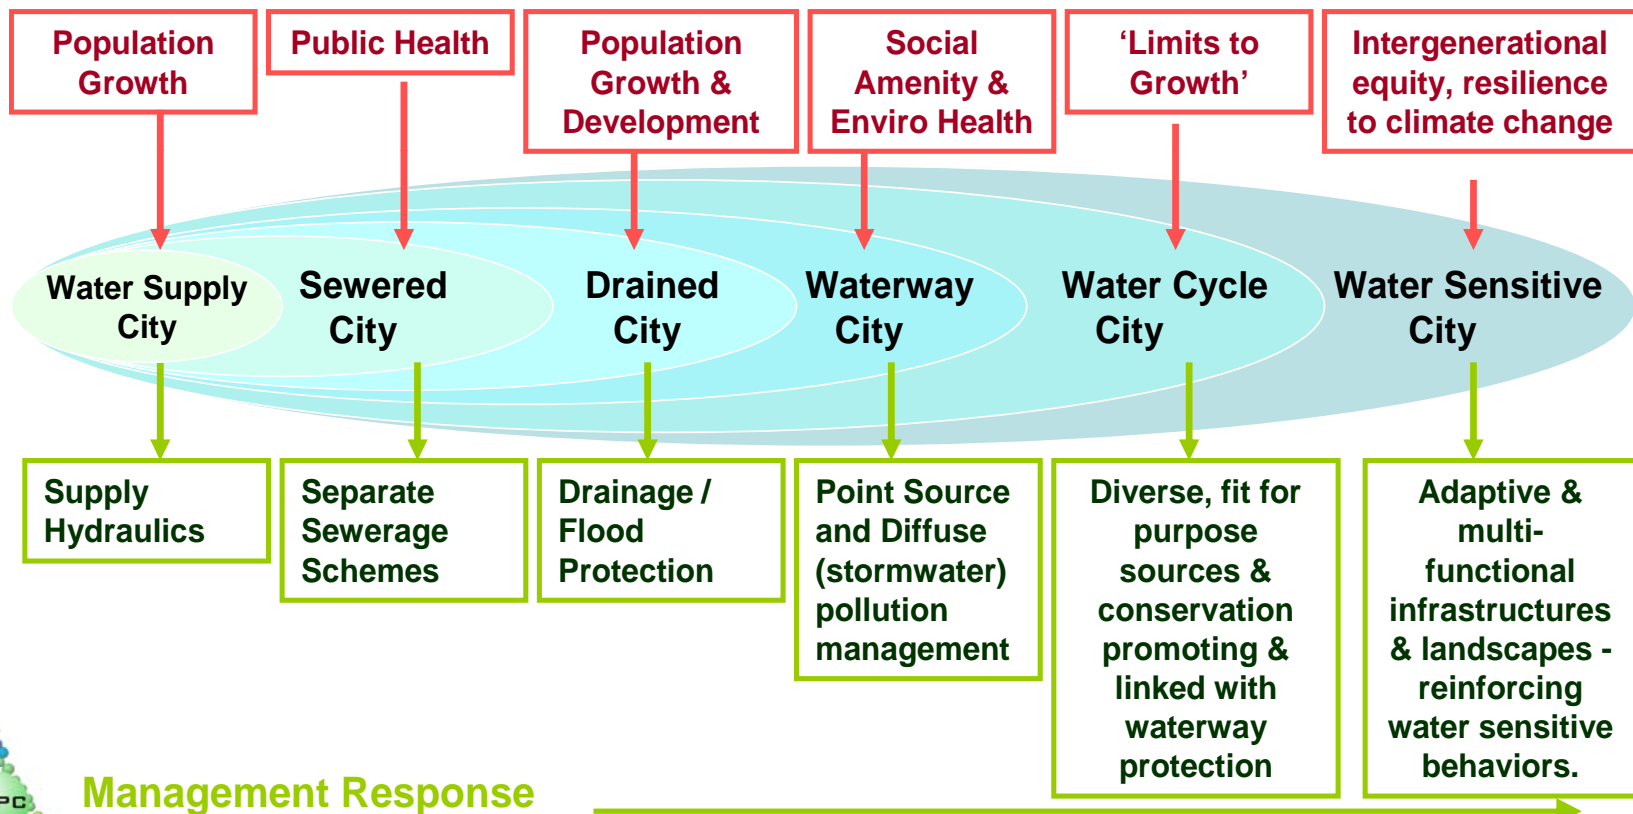 Population
Growth
Public Health
Population
Growth &
Development
Social
Amenity &
Enviro Health
‘Limits to
Growth’
Intergenerational
equity, resilience
to climate change
Water Supply
City
Sewered
City
Drained
City
Waterway
City
Water Cycle
City
Water Sensitive
City
Supply
Hydraulics
Separate
Sewerage
Schemes
Drainage /
Flood
Protection
Point Source
and Diffuse
(stormwater)
pollution
management
Diverse, fit for
purpose
sources &
conservation
promoting &
linked with
waterway
protection
Adaptive &
multi-
functional
infrastructures
& landscapes -
reinforcing
water sensitive
behaviors.
Management Response